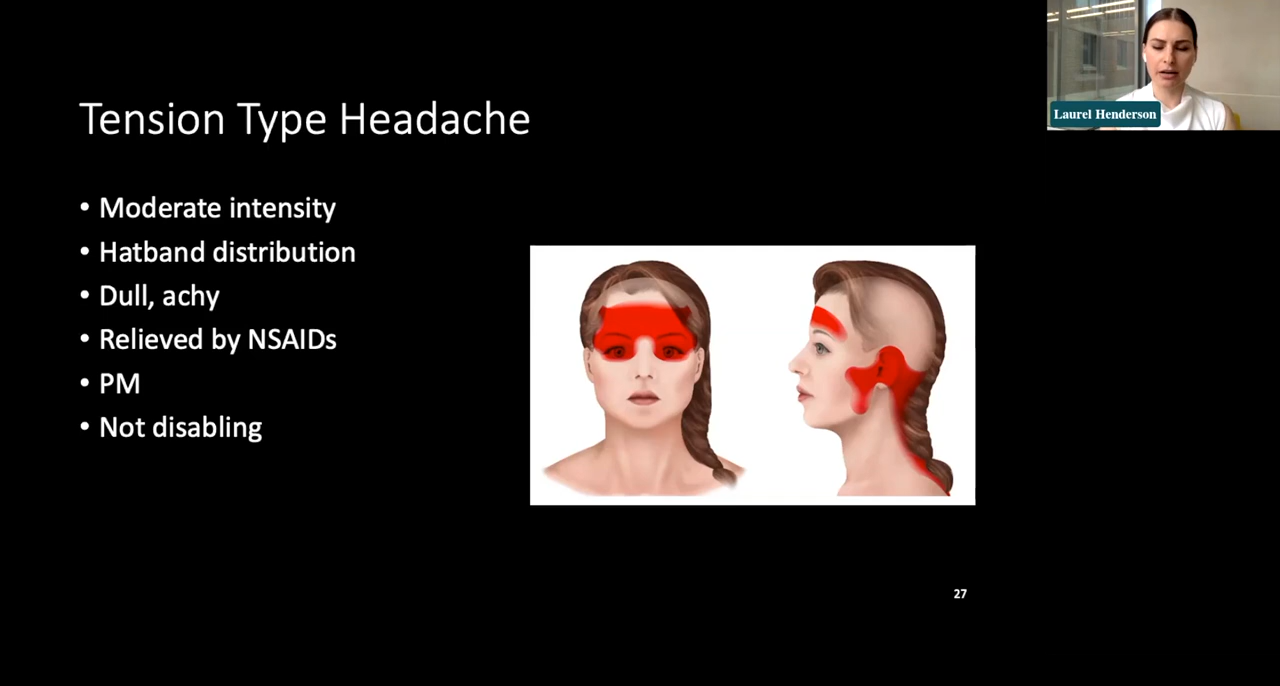 Laurel Henderson
Tension Type Headache
• Moderate intensity
• Hatband distribution
• Dull, achy
• Relieved by NSAIDs
• PM
• Not disabling
27